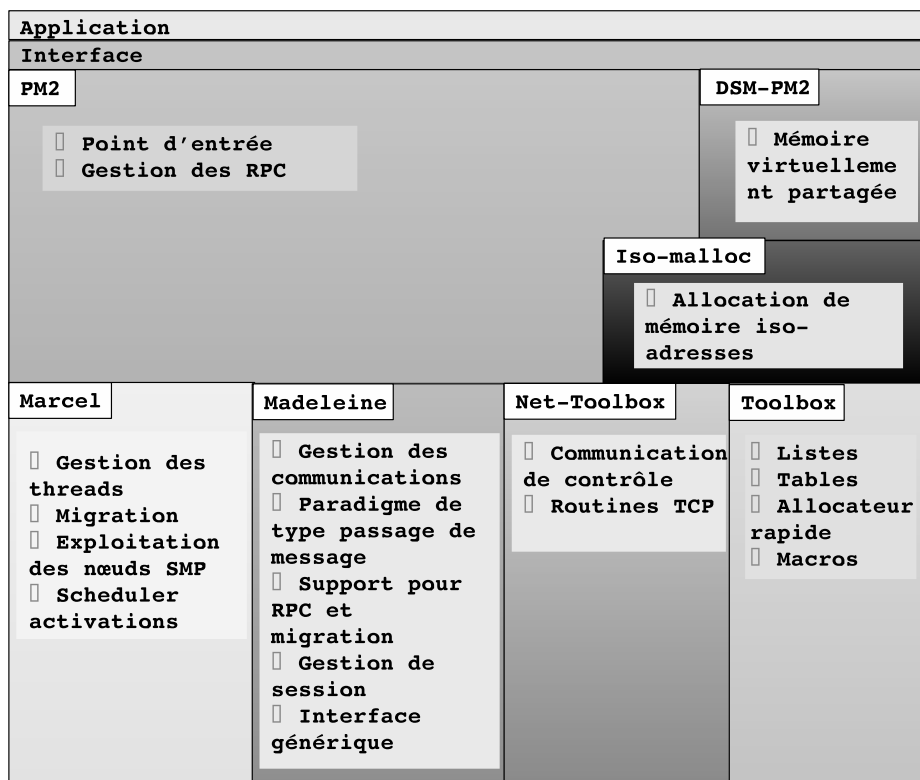 Application
Interface
PM2
DSM-PM2
Point d'entrée
Gestion des RPC
Mémoire
virtuelleme
nt partagée
Iso-malloc
Allocation de
mémoire iso-
adresses
Marcel
Gestion des
threads
Migration
Exploitation
des nœuds SMP
Scheduler
activations
Madeleine
Gestion des
communications
Paradigme de
type passage de
message
Support pour
RPC et
migration
Gestion de
session
Interface
générique
Net-Toolbox
Communication
de contrôle
Routines TCP
Toolbox
Listes
Tables
Allocateur
rapide
Macros